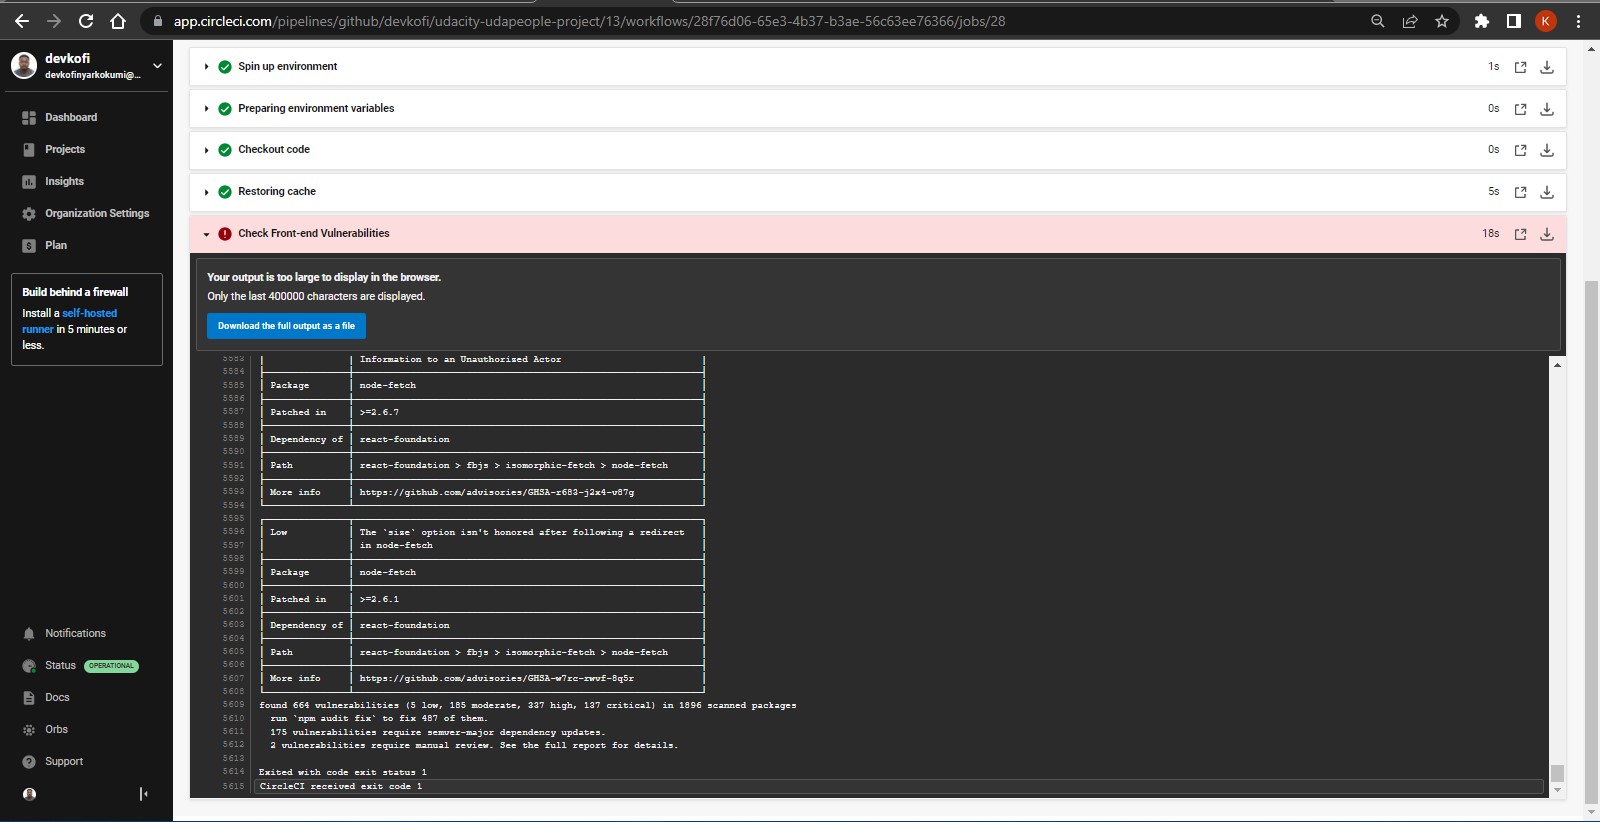 app.circleci.com/pipelines/github/devkofi/udacity-udapeople-project/13/workflows/28f76d06-65e3-4b37-b3ae-56c63ee76366/jobs/28
K
devkofi
devkofinyarkokumi@...
Dashboard
Projects
Insights
Organization Settings
Plan
Build behind a firewall
Install a self-hosted
runner in 5 minutes or
less.
Notifications
Status OPERATIONAL
Docs
Orbs
Support
Spin up environment 1s
Preparing environment variables 0s
Checkout code 0s
Restoring cache 5s
Check Front-end Vulnerabilities 18s
Your output is too large to display in the browser.
Only the last 400000 characters are displayed.
Download the full output as a file
5583 Information to an Unauthorized Actor
5584
5585 Package node-fetch
5586
5587 Patched in >=2.6.7
5588
5589 Dependency of react-foundation
5590
5591 Path react-foundation > fbjs > isomorphic-fetch > node-fetch
5592
5593 More info https://github.com/advisories/GHSA-r683-j2x4-v87g
5594
5595
5596 Low The `size` option isn't honored after following a redirect
5597 in node-fetch
5598
5599 Package node-fetch
5600
5601 Patched in >=2.6.1
5602
5603 Dependency of react-foundation
5604
5605 Path react-foundation > fbjs > isomorphic-fetch > node-fetch
5606
5607 More info https://github.com/advisories/GHSA-w7rc-rwvf-8q5r
5608
5609 found 664 vulnerabilities (5 low, 185 moderate, 337 high, 137 critical) in 1896 scanned packages
5610 run `npm audit fix` to fix 487 of them.
5611 175 vulnerabilities require semver-major dependency updates.
5612 2 vulnerabilities require manual review. See the full report for details.
5613
5614 Exited with code exit status 1
5615 CircleCI received exit code 1